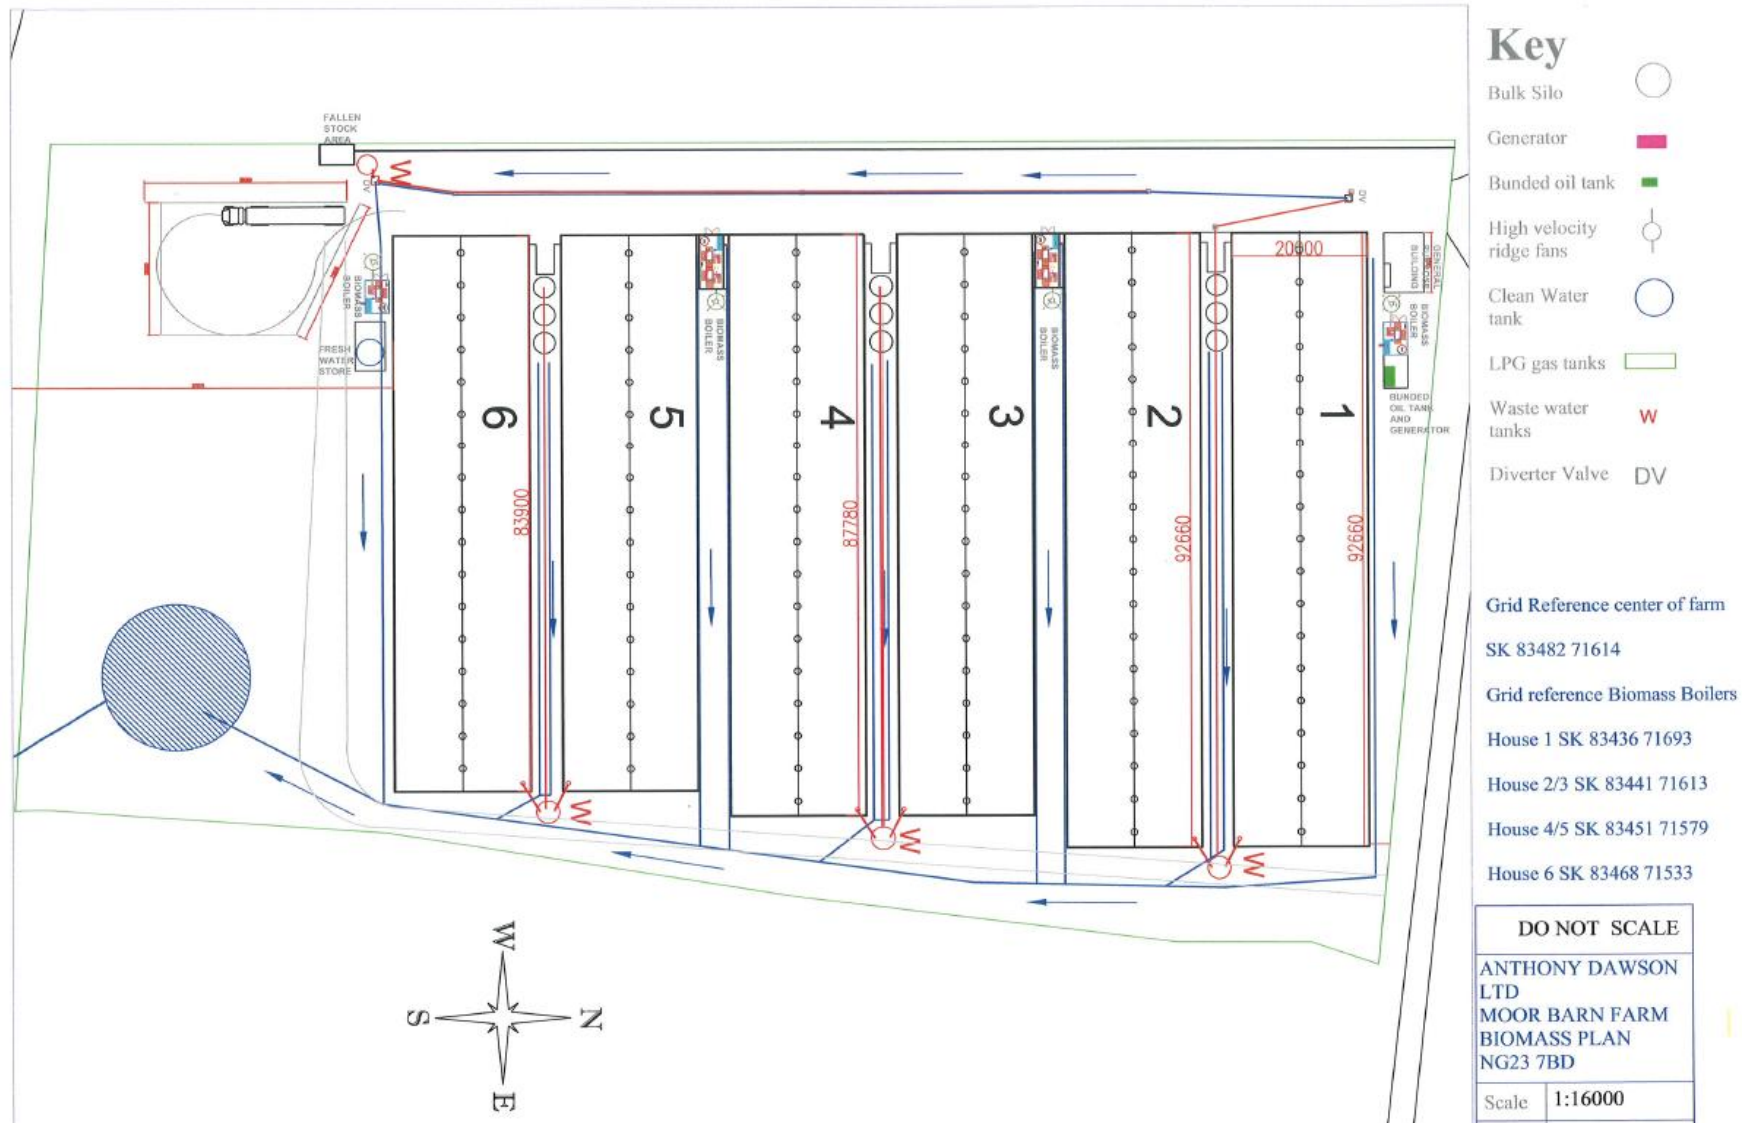 FALLEN
STOCK
AREA
W
DV
DV
BIOMASS
BOILER
FRESH
WATER
STORE
BIOMASS
BOILER
BIOMASS
BOILER
20000
GENERAL
PURPOSE
BUILDING
BIOMASS
BOILER
BUNDED
OIL TANK
AND
GENERATOR
6
5
4
3
2
1
83900
87780
92660
92660
W
W
W
W
N
S
E
Key
Bulk Silo
Generator
Bunded oil tank
High velocity
ridge fans
Clean Water
tank
LPG gas tanks
Waste water
tanks
W
Diverter Valve DV
Grid Reference center of farm
SK 83482 71614
Grid reference Biomass Boilers
House 1 SK 83436 71693
House 2/3 SK 83441 71613
House 4/5 SK 83451 71579
House 6 SK 83468 71533
DO NOT SCALE
ANTHONY DAWSON
LTD
MOOR BARN FARM
BIOMASS PLAN
NG23 7BD
Scale 1:16000